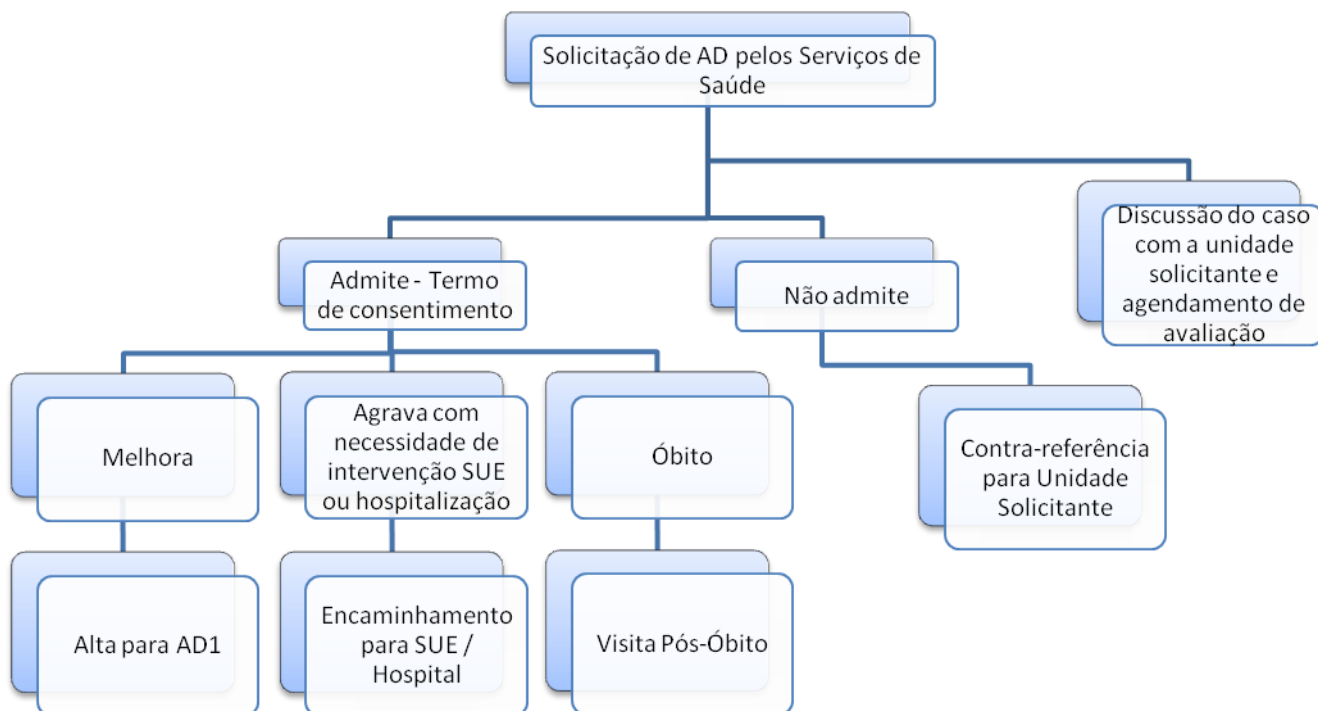 Solicitação de AD pelos Serviços de
Saúde
Discussão do caso
com a unidade
solicitante e
agendamento de
avaliação
Admite - Termo
de consentimento
Não admite
Melhora
Agrava com
necessidade de
intervenção SUE
ou hospitalização
Óbito
Contra-referência
para Unidade
Solicitante
Alta para AD1
Encaminhamento
para SUE /
Hospital
Visita Pós-Óbito